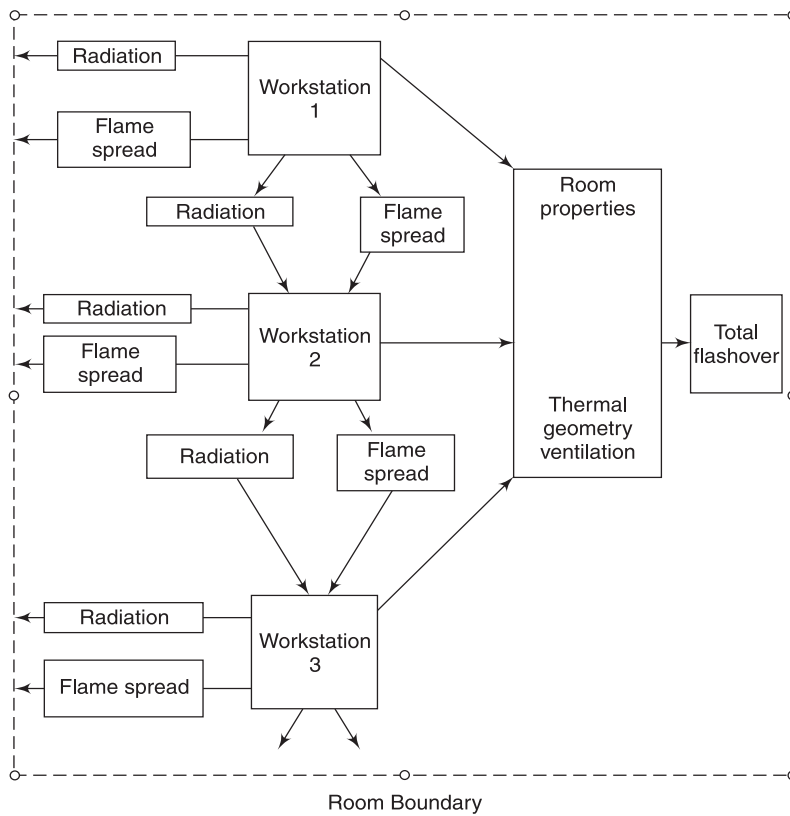 Radiation
Workstation
1
Flame
spread
Radiation
Flame
spread
Room
properties
Radiation
Workstation
2
Flame
spread
Total
flashover
Thermal
geometry
ventilation
Radiation
Flame
spread
Radiation
Workstation
3
Flame spread
Room Boundary